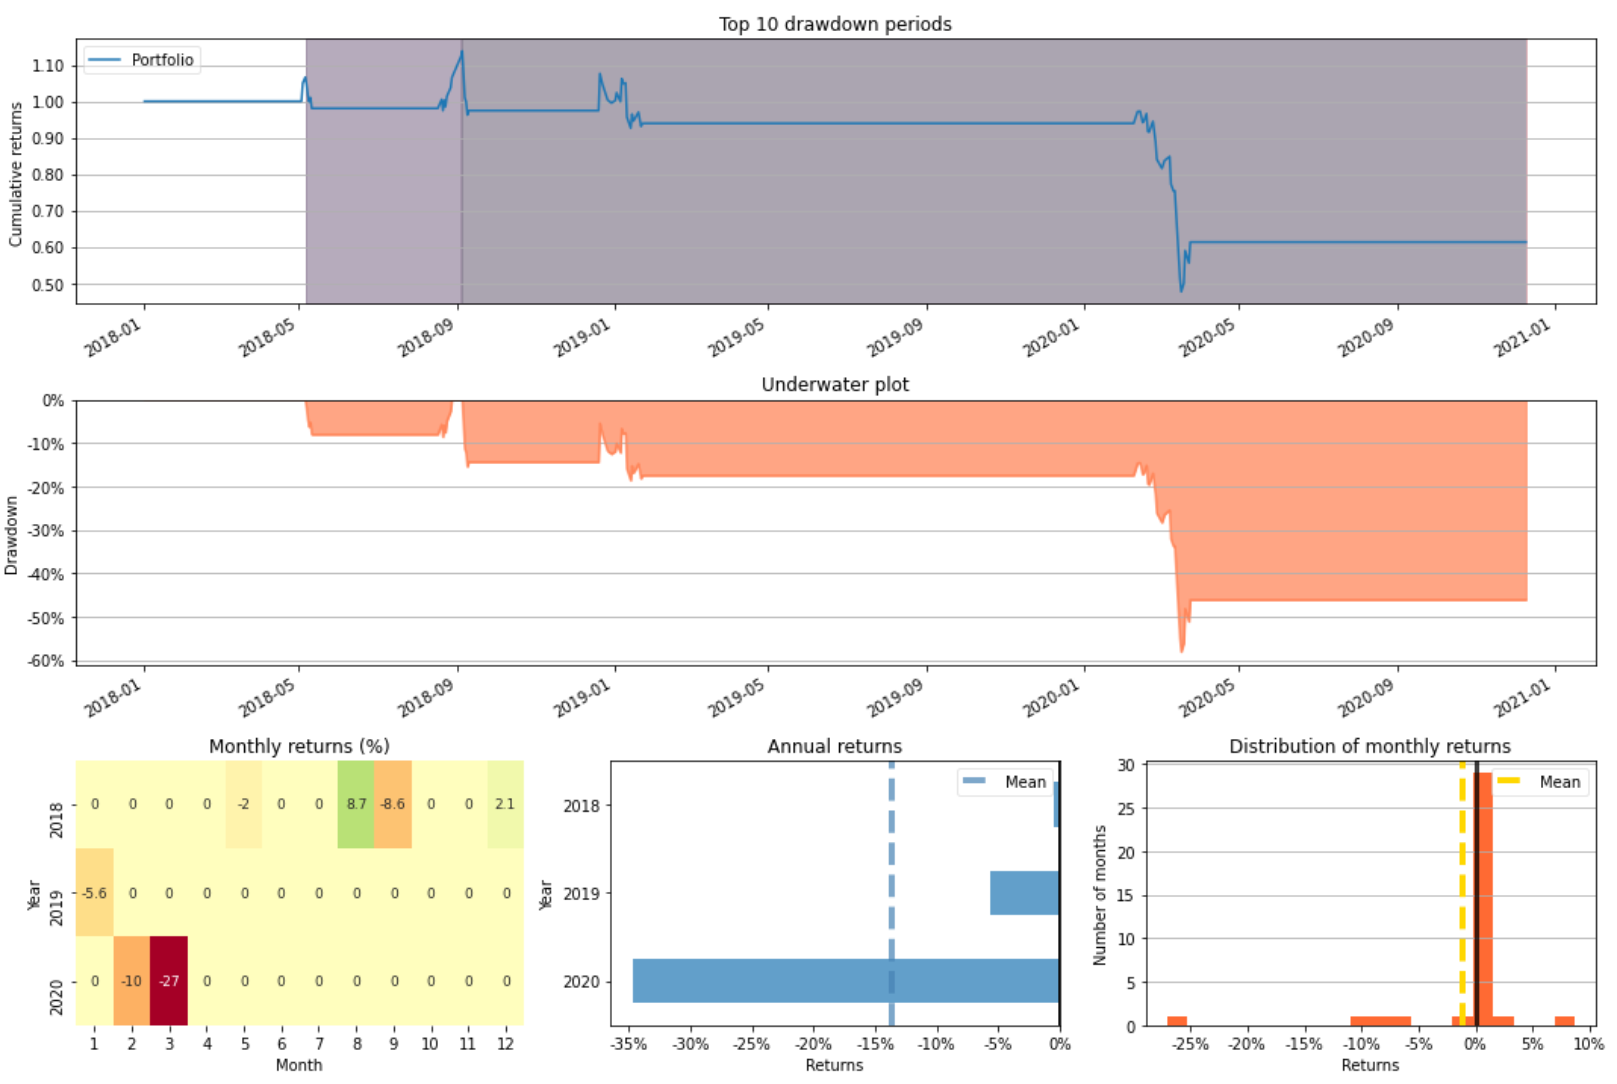 Top 10 drawdown periods
Portfolio
Cumulative returns
1.10
1.00
0.90
0.80
0.70
0.60
0.50
2018-01 2018-05 2018-09 2019-01 2019-05 2019-09 2020-01 2020-05 2020-09 2021-01
Underwater plot
Drawdown
0%
-10%
-20%
-30%
-40%
-50%
-60%
2018-01 2018-05 2018-09 2019-01 2019-05 2019-09 2020-01 2020-05 2020-09 2021-01
Monthly returns (%)
Year
2018 0 0 0 0 -2 0 0 8.7 -8.6 0 0 2.1
2019 -5.6 0 0 0 0 0 0 0 0 0 0 0
2020 0 -10 -27 0 0 0 0 0 0 0 0 0
1 2 3 4 5 6 7 8 9 10 11 12
Month
Annual returns
Mean
Year
2018
2019
2020
-35% -30% -25% -20% -15% -10% -5% 0%
Returns
Distribution of monthly returns
Mean
Number of months
30
25
20
15
10
5
0
-25% -20% -15% -10% -5% 0% 5% 10%
Returns